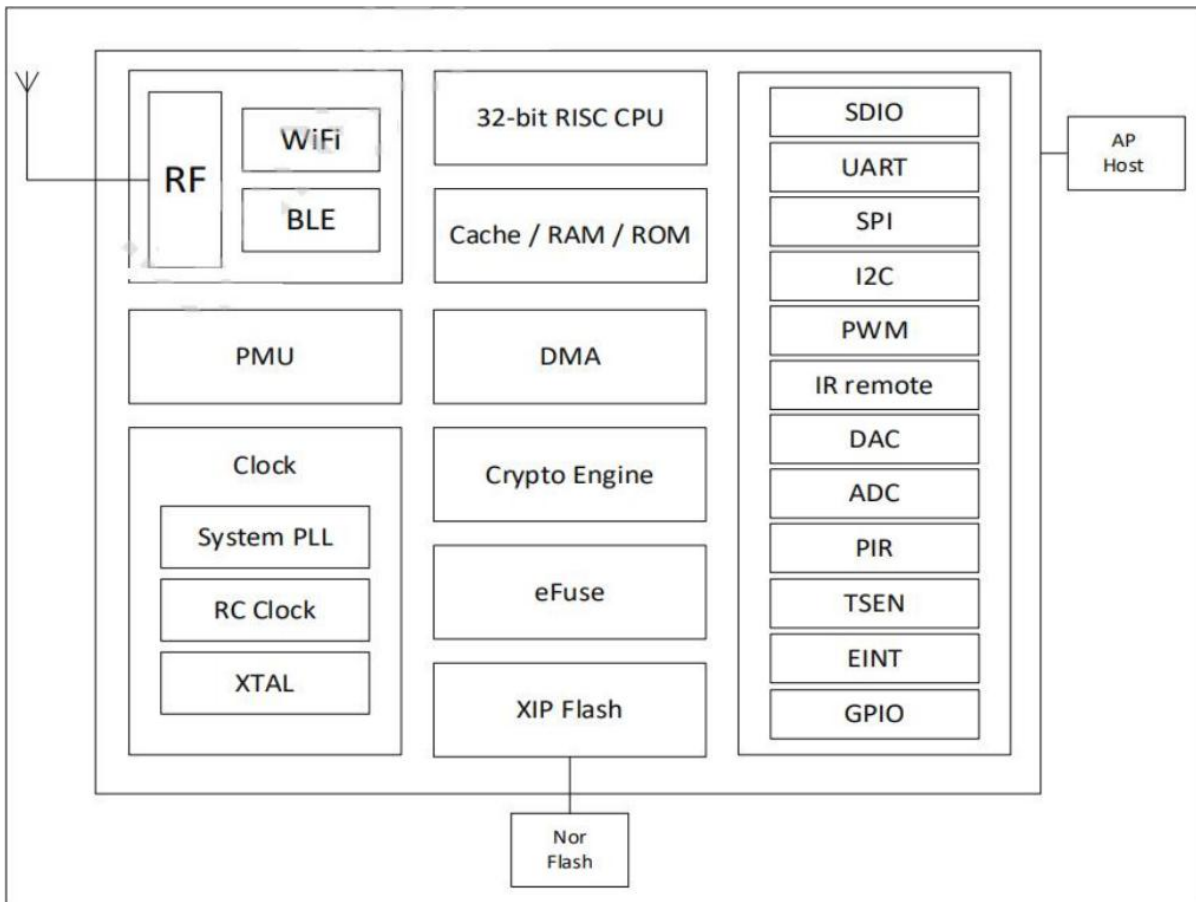 RF
WiFi
BLE
PMU
Clock
System PLL
RC Clock
XTAL
32-bit RISC CPU
Cache / RAM / ROM
DMA
Crypto Engine
eFuse
XIP Flash
Nor
Flash
SDIO
UART
SPI
I2C
PWM
IR remote
DAC
ADC
PIR
TSEN
EINT
GPIO
AP
Host